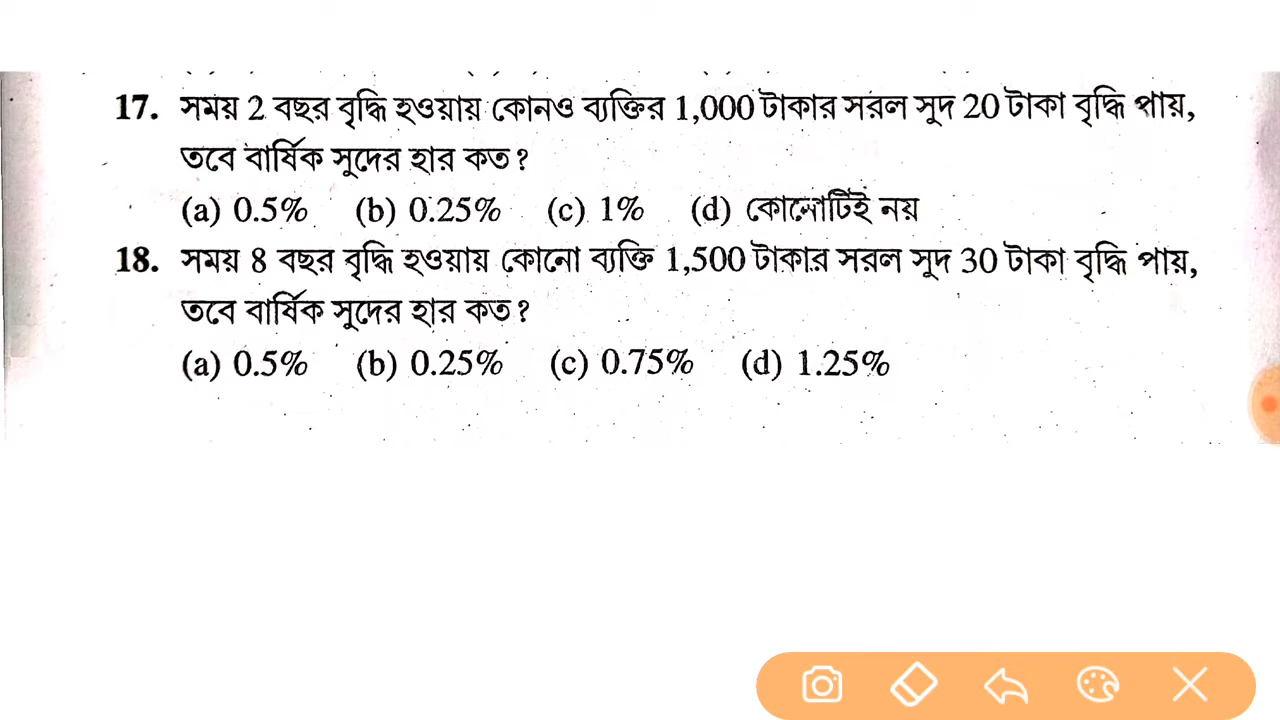 17. সময় 2 বছর বৃদ্ধি হওয়ায় কোনও ব্যক্তির 1,000 টাকার সরল সুদ 20 টাকা বৃদ্ধি পায়,
তবে বার্ষিক সুদের হার কত?
(a) 0.5% (b) 0.25% (c) 1% (d) কোনোটিই নয়
18. সময় 8 বছর বৃদ্ধি হওয়ায় কোনো ব্যক্তি 1,500 টাকার সরল সুদ 30 টাকা বৃদ্ধি পায়,
তবে বার্ষিক সুদের হার কত?
(a) 0.5% (b) 0.25% (c) 0.75% (d) 1.25%